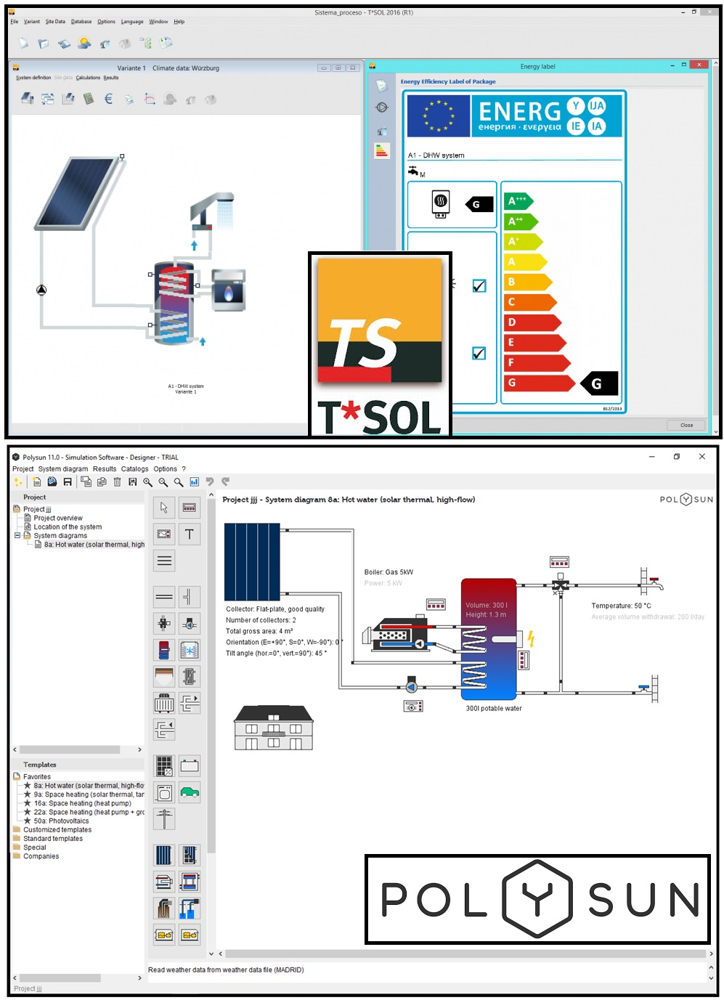 Sistema_proceso - T*SOL 2016 (R1)
File Variant Site Data Database Options Language Window Help
Variante 1 Climate data: Würzburg
System definition Site data Calculations Results
A1 - DHW system
Variante 1
Energy label
Energy Efficiency Label of Package
ENERG Y IJA
енергия · ενεργεια IE IA
A1 - DHW system
M
G
A+++
A++
A+
A
B
C
D
E
F
G
G
812/2013
Close
TS
T*SOL
Polysun 11.0 - Simulation Software - Designer - TRIAL
Project System diagram Results Catalogs Options ?
Project
Project jjj
Project overview
Location of the system
System diagrams
8a: Hot water (solar thermal, high
Templates
Favorites
8a: Hot water (solar thermal, high-flo
9a: Space heating (solar thermal, tan
16a: Space heating (heat pump)
22a: Space heating (heat pump + gro
50a: Photovoltaics
Customized templates
Standard templates
Special
Companies
Project jjj
T
Project jjj - System diagram 8a: Hot water (solar thermal, high-flow)
POLYSUN
Collector: Flat-plate, good quality
Number of collectors: 2
Total gross area: 4 m²
Orientation (E=+90°, S=0°, W=-90°): 0 °
Tilt angle (hor.=0°, vert.=90°): 45 °
Boiler: Gas 5kW
Power: 5 kW
Volume: 300 l
Height: 1.3 m
300l potable water
Temperature: 50 °C
Average volume withdrawal: 200 l/day
POLYSUN
Read weather data from weather data file (MADRID)